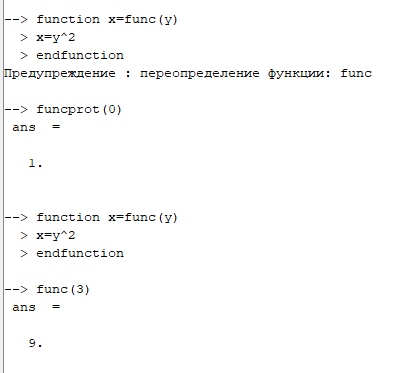 --> function x=func(y)
> x=y^2
> endfunction
Предупреждение : переопределение функции: func
--> funcprot(0)
ans =
1.
--> function x=func(y)
> x=y^2
> endfunction
--> func(3)
ans =
9.